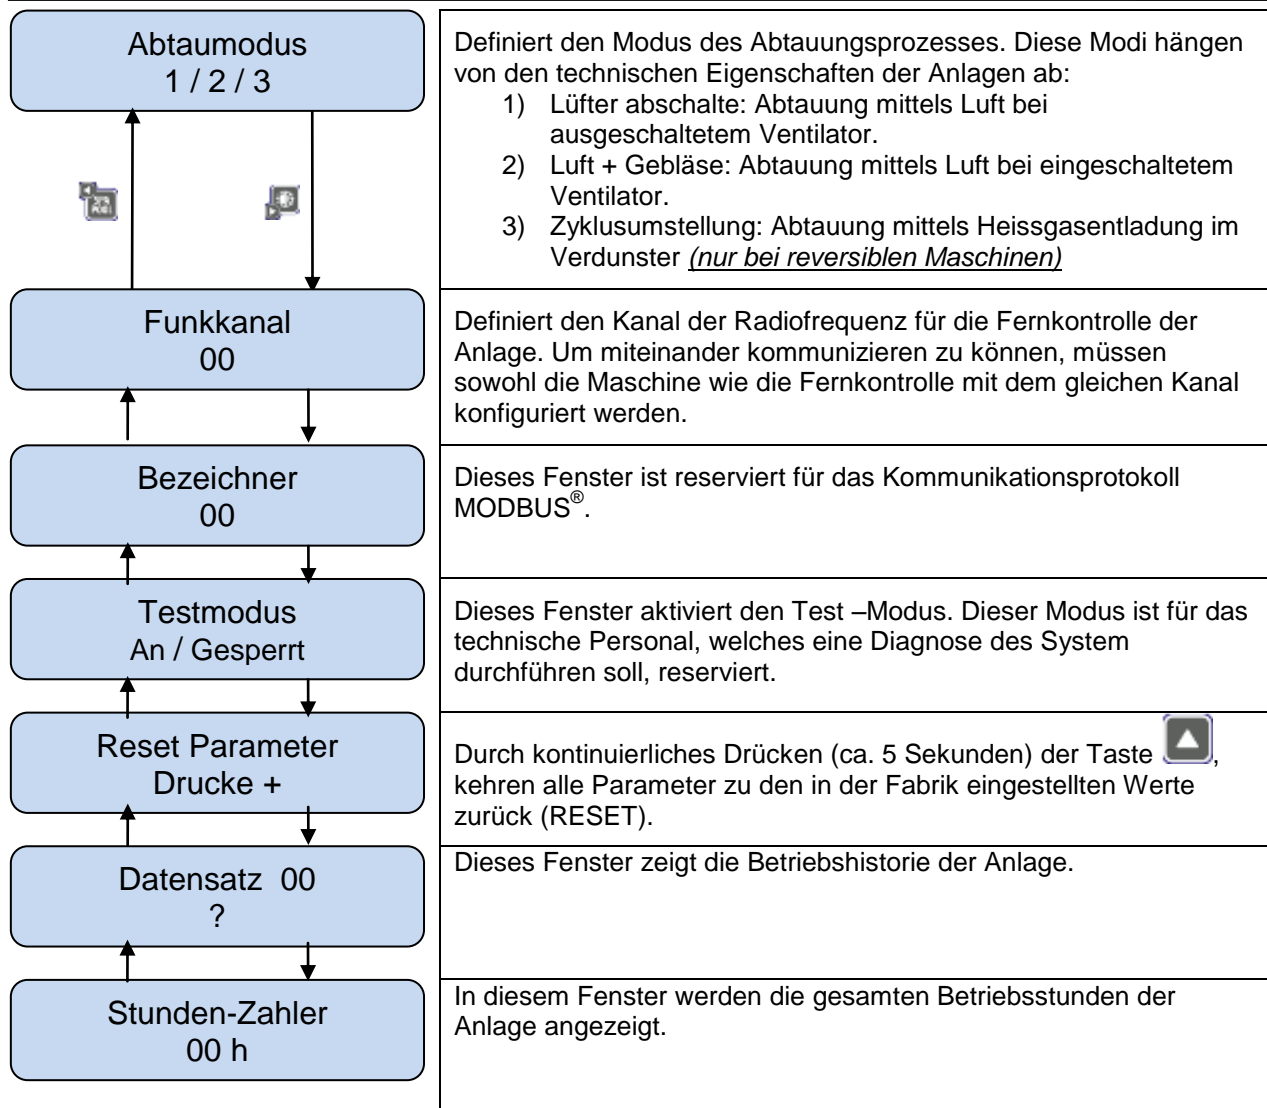 Abtaumodus
1 / 2 / 3
Definiert den Modus des Abtauungsprozesses. Diese Modi hängen
von den technischen Eigenschaften der Anlagen ab:
1) Lüfter abschalte: Abtauung mittels Luft bei
ausgeschaltetem Ventilator.
2) Luft + Gebläse: Abtauung mittels Luft bei eingeschaltetem
Ventilator.
3) Zyklusumstellung: Abtauung mittels Heissgasentladung im
Verdunster (nur bei reversiblen Maschinen)
Funkkanal
00
Definiert den Kanal der Radiofrequenz für die Fernkontrolle der
Anlage. Um miteinander kommunizieren zu können, müssen
sowohl die Maschine wie die Fernkontrolle mit dem gleichen Kanal
konfiguriert werden.
Bezeichner
00
Dieses Fenster ist reserviert für das Kommunikationsprotokoll
MODBUS®.
Testmodus
An / Gesperrt
Dieses Fenster aktiviert den Test –Modus. Dieser Modus ist für das
technische Personal, welches eine Diagnose des System
durchführen soll, reserviert.
Reset Parameter
Drucke +
Durch kontinuierliches Drücken (ca. 5 Sekunden) der Taste ,
kehren alle Parameter zu den in der Fabrik eingestellten Werte
zurück (RESET).
Datensatz 00
?
Dieses Fenster zeigt die Betriebshistorie der Anlage.
Stunden-Zahler
00 h
In diesem Fenster werden die gesamten Betriebsstunden der
Anlage angezeigt.